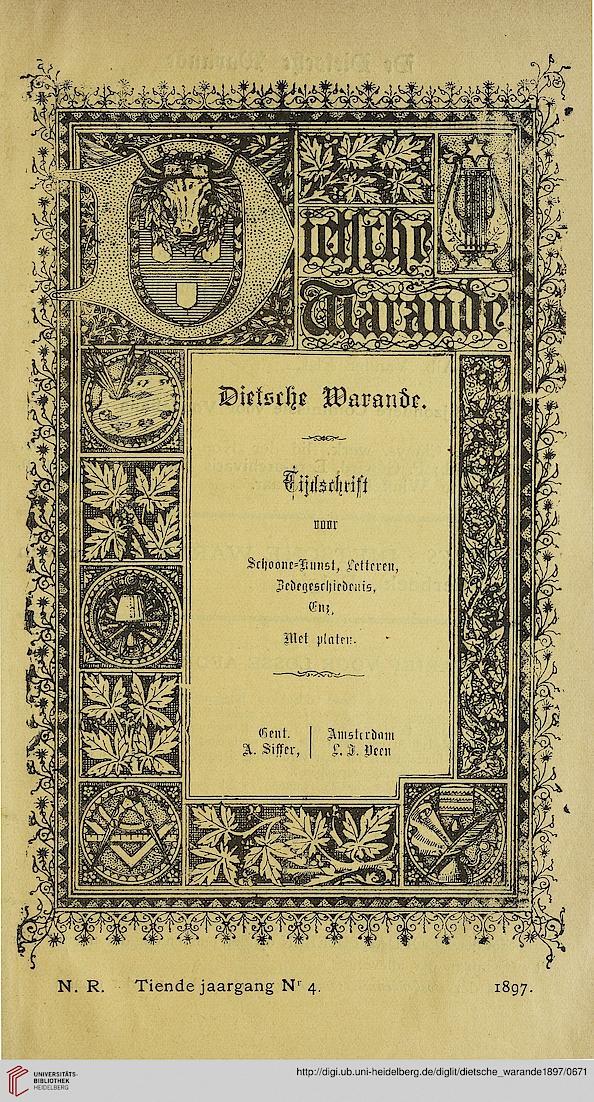 Dietsche
Warande
Dietsche Warande.
Tijdschrift
voor
Schoone-Kunst, Letteren,
Zedegeschiedenis,
Enz,
Met platen.
Gent. | Amsterdam
A. Siffer, | L. J. Veen
N. R. Tiende jaargang Nr 4. 1897.
UNIVERSITÄTS-
BIBLIOTHEK
HEIDELBERG
http://digi.ub.uni-heidelberg.de/diglit/dietsche_warande1897/0671